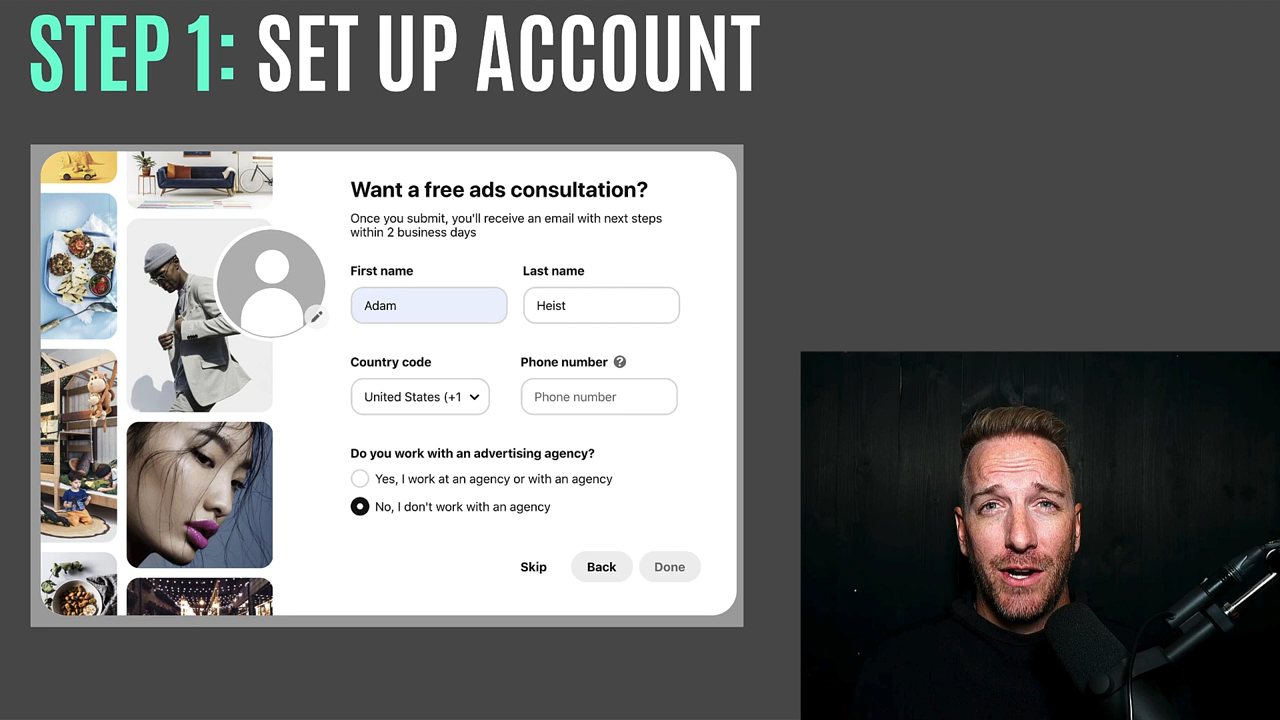 STEP 1: SET UP ACCOUNT
Want a free ads consultation?
Once you submit, you'll receive an email with next steps
within 2 business days
First name
Last name
Adam
Heist
Country code
Phone number
United States (+1
Phone number
Do you work with an advertising agency?
Yes, I work at an agency or with an agency
No, I don't work with an agency
Skip
Back
Done